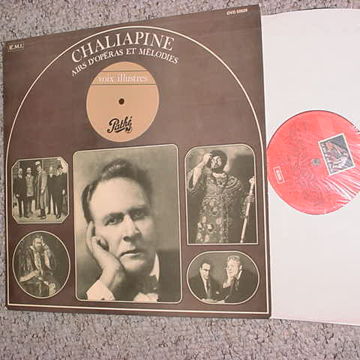 E.M.I.
CHALIAPINE
AIRS D'OPÉRAS ET MÉLODIES
voix illustres
Pathé